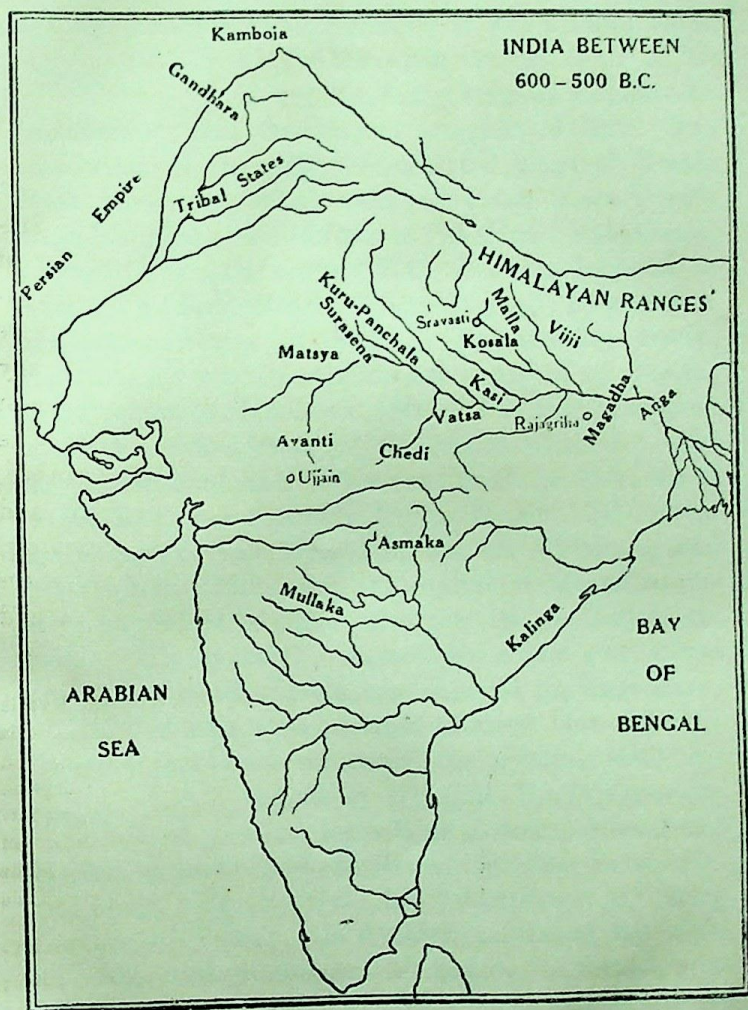 Kamboja
INDIA BETWEEN
600 – 500 B.C.
Gandhara
Tribal States
Persian Empire
HIMALAYAN RANGES
Kuru-Panchala
Surasena
Sravasti
Malla
Vijji
Kosala
Matsya
Kasi
Vatsa
Rajagriha
Magadha
Anga
Avanti
Chedi
Ujjain
Asmaka
Mullaka
Kalinga
BAY
OF
BENGAL
ARABIAN
SEA